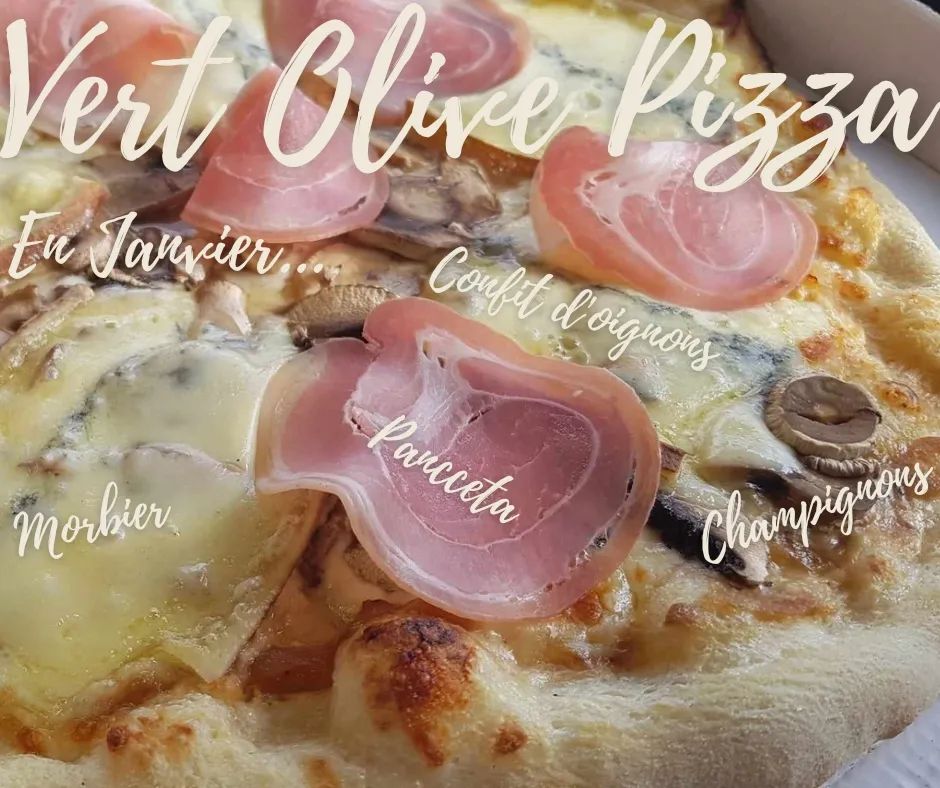 Vert Olive Pizza
En Janvier....
Confit d'oignons
Pancceta
Morbier
Champignons